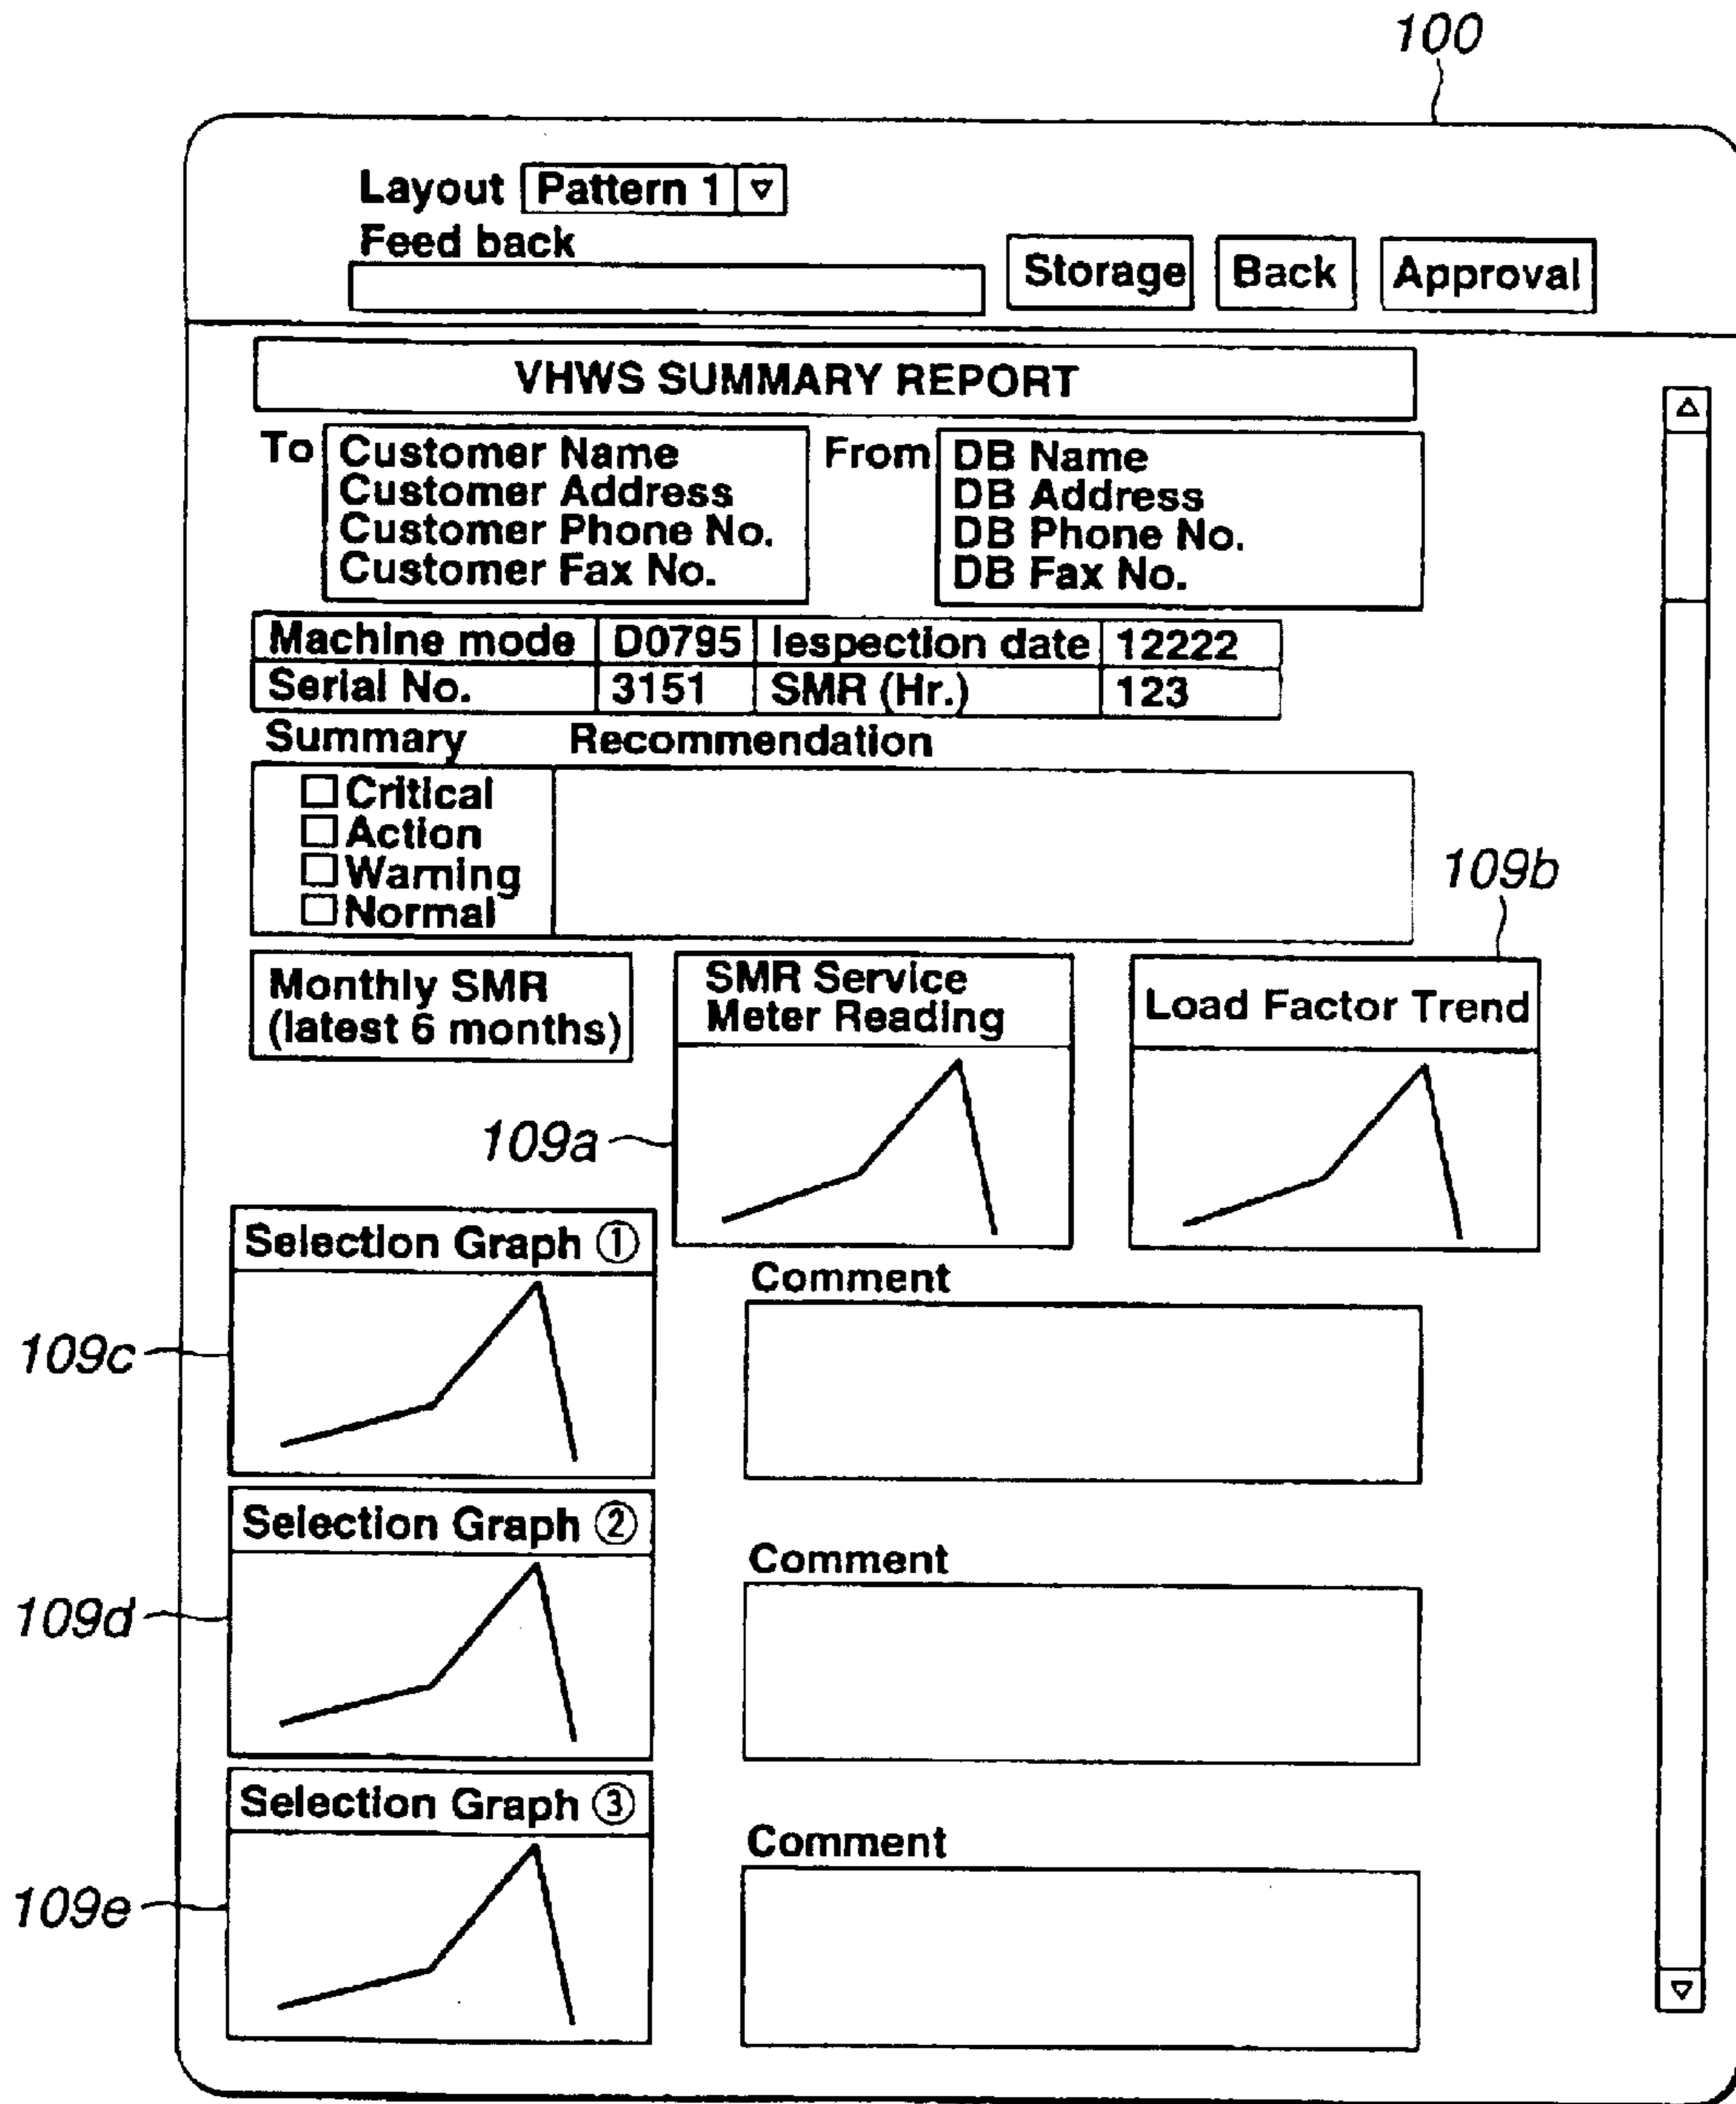 100
Layout Pattern 1 ▽
Feed back
Storage Back Approval
VHWS SUMMARY REPORT
To Customer Name
Customer Address
Customer Phone No.
Customer Fax No.
From DB Name
DB Address
DB Phone No.
DB Fax No.
Machine mode D0795 Iespection date 12222
Serial No. 3151 SMR (Hr.) 123
Summary Recommendation
Critical
Action
Warning
Normal
109b
Monthly SMR
(latest 6 months)
SMR Service
Meter Reading
Load Factor Trend
109a
Selection Graph ①
Comment
109c
Selection Graph ②
Comment
109d
Selection Graph ③
Comment
109e